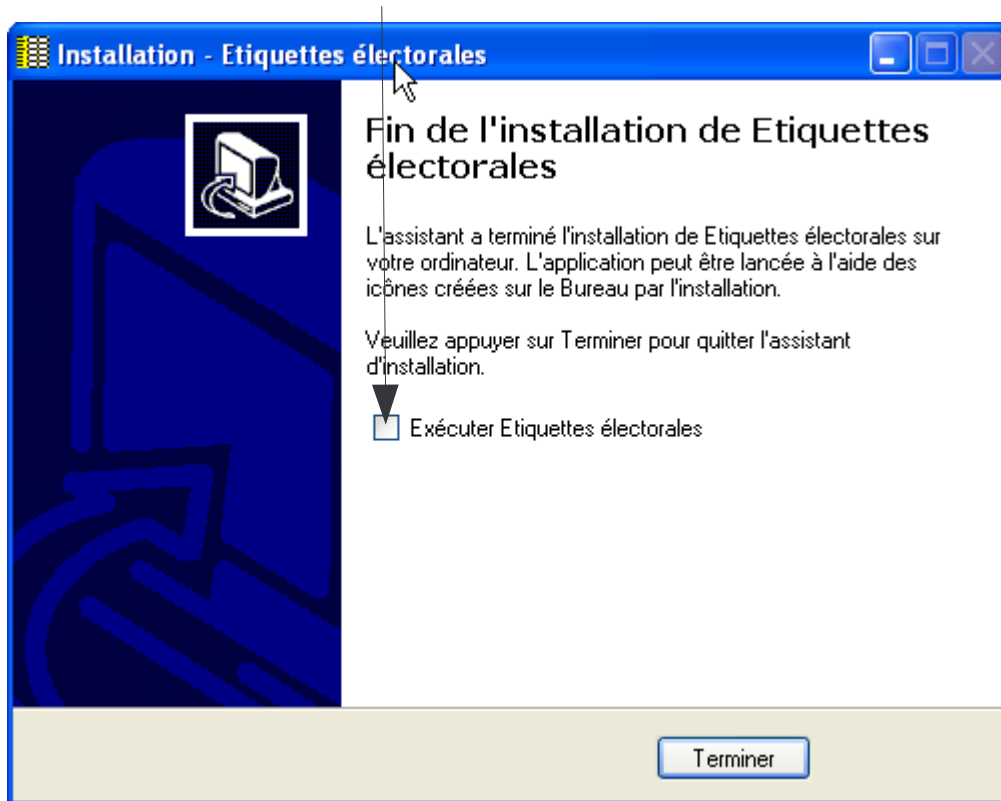 Installation - Etiquettes électorales
Fin de l'installation de Etiquettes
électorales
L'assistant a terminé l'installation de Etiquettes électorales sur
votre ordinateur. L'application peut être lancée à l'aide des
icônes créées sur le Bureau par l'installation.
Veuillez appuyer sur Terminer pour quitter l'assistant
d'installation.
Exécuter Etiquettes électorales
Terminer